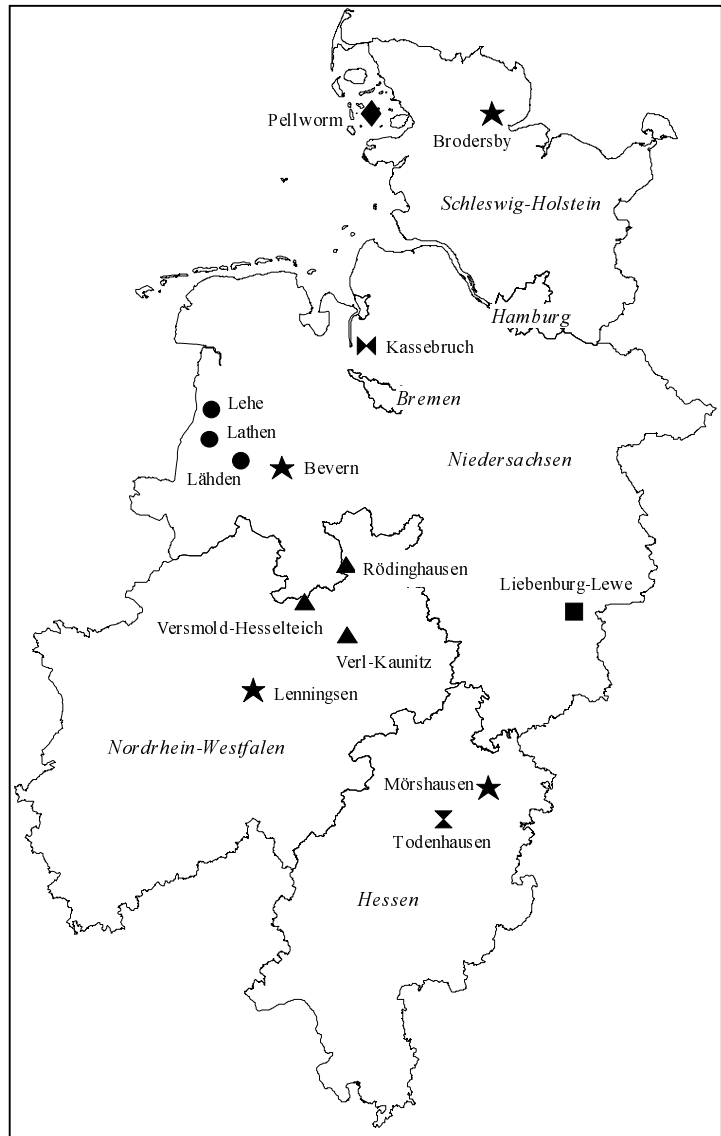 Pellworm
Brodersby
Schleswig-Holstein
Hamburg
Kassebruch
Bremen
Lehe
Lathen
Niedersachsen
Lähden
Bevern
Rödinghausen
Liebenburg-Lewe
Versmold-Hesselteich
Verl-Kaunitz
Lenningsen
Nordrhein-Westfalen
Mörshausen
Todenhausen
Hessen